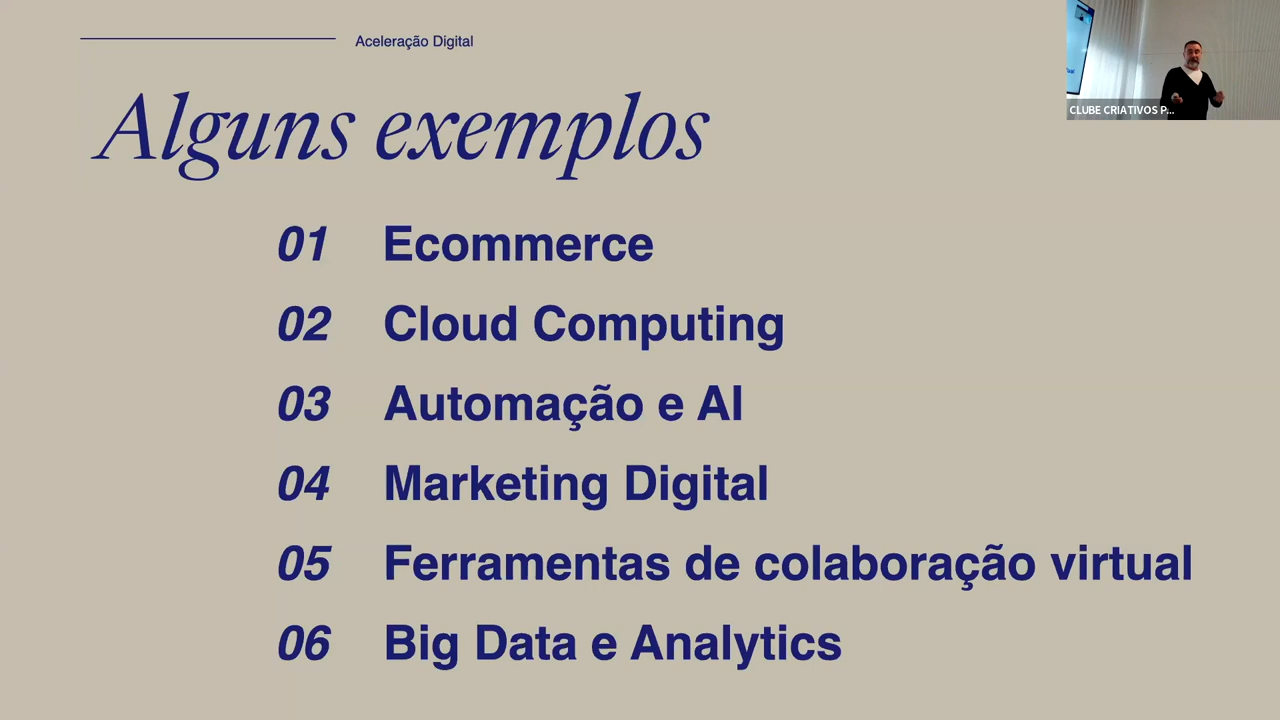 Aceleração Digital
Alguns exemplos
01 Ecommerce
02 Cloud Computing
03 Automação e AI
04 Marketing Digital
05 Ferramentas de colaboração virtual
06 Big Data e Analytics
CLUBE CRIATIVOS P...